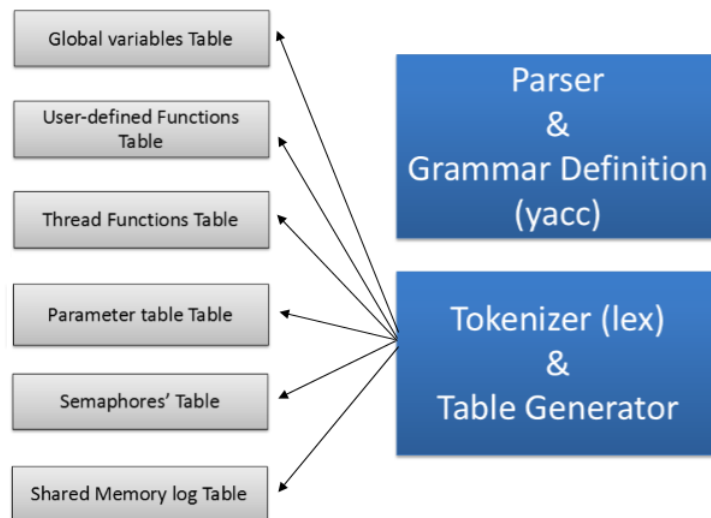 Global variables Table
User-defined Functions
Table
Thread Functions Table
Parameter table Table
Semaphores’ Table
Shared Memory log Table
Parser
&
Grammar Definition
(yacc)
Tokenizer (lex)
&
Table Generator